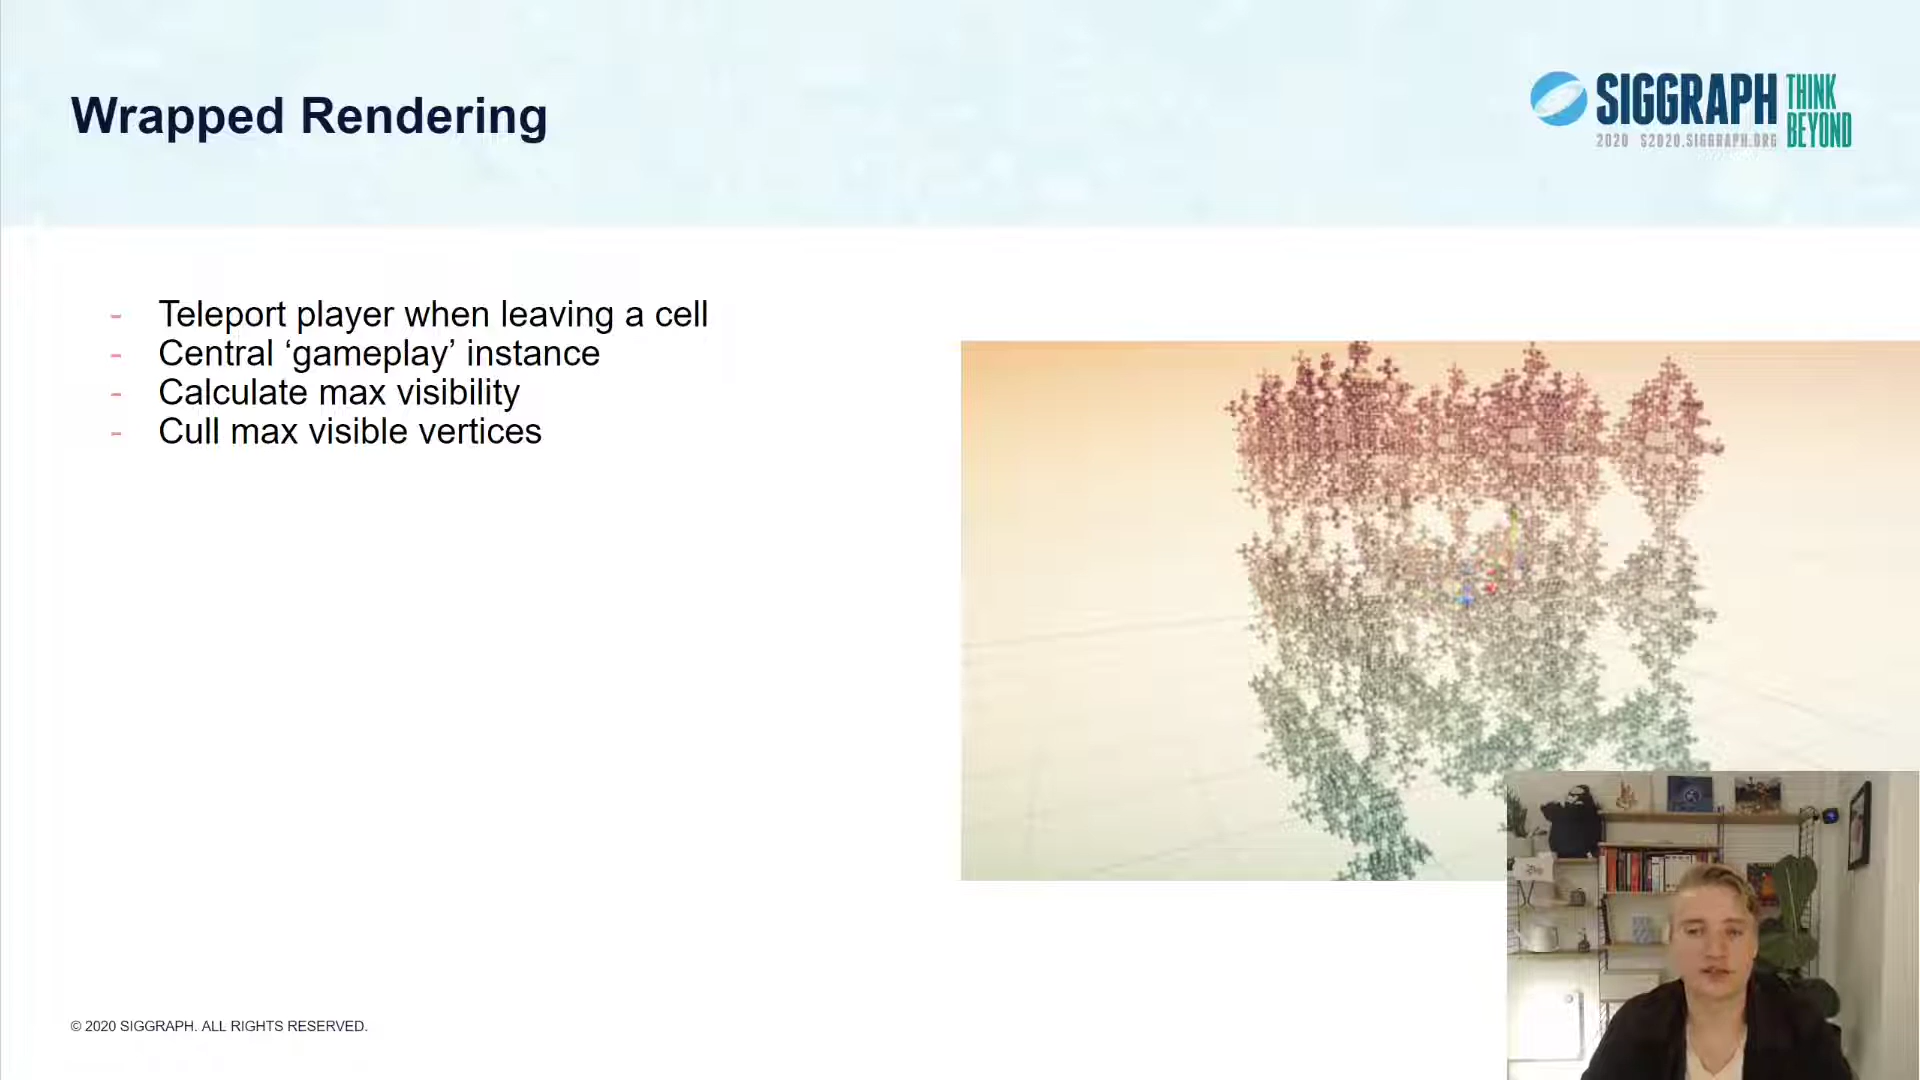 Wrapped Rendering
SIGGRAPH
THINK
BEYOND
2020 S2020.SIGGRAPH.ORG
- Teleport player when leaving a cell
- Central ‘gameplay’ instance
- Calculate max visibility
- Cull max visible vertices
© 2020 SIGGRAPH. ALL RIGHTS RESERVED.